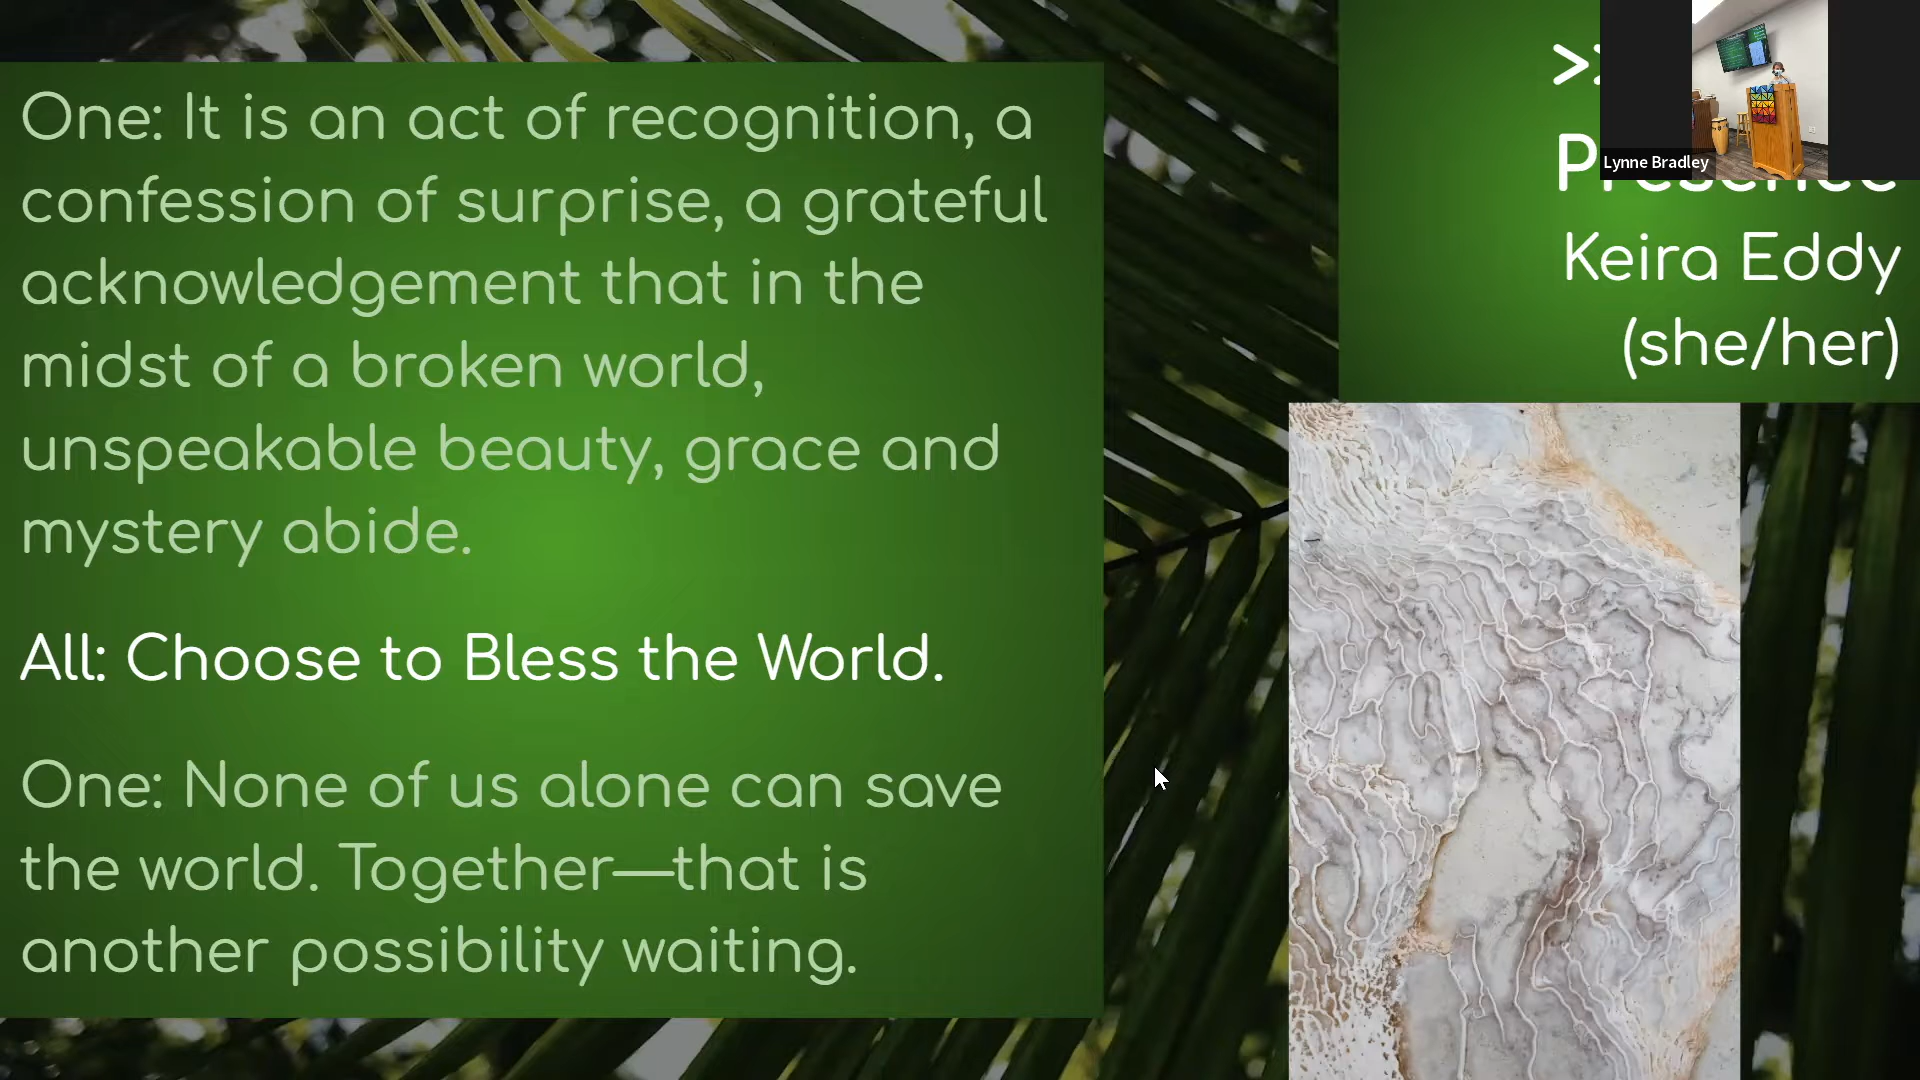 One: It is an act of recognition, a
confession of surprise, a grateful
acknowledgement that in the
midst of a broken world,
unspeakable beauty, grace and
mystery abide.
All: Choose to Bless the World.
One: None of us alone can save
the world. Together—that is
another possibility waiting.
Presence
Keira Eddy
(she/her)
Lynne Bradley